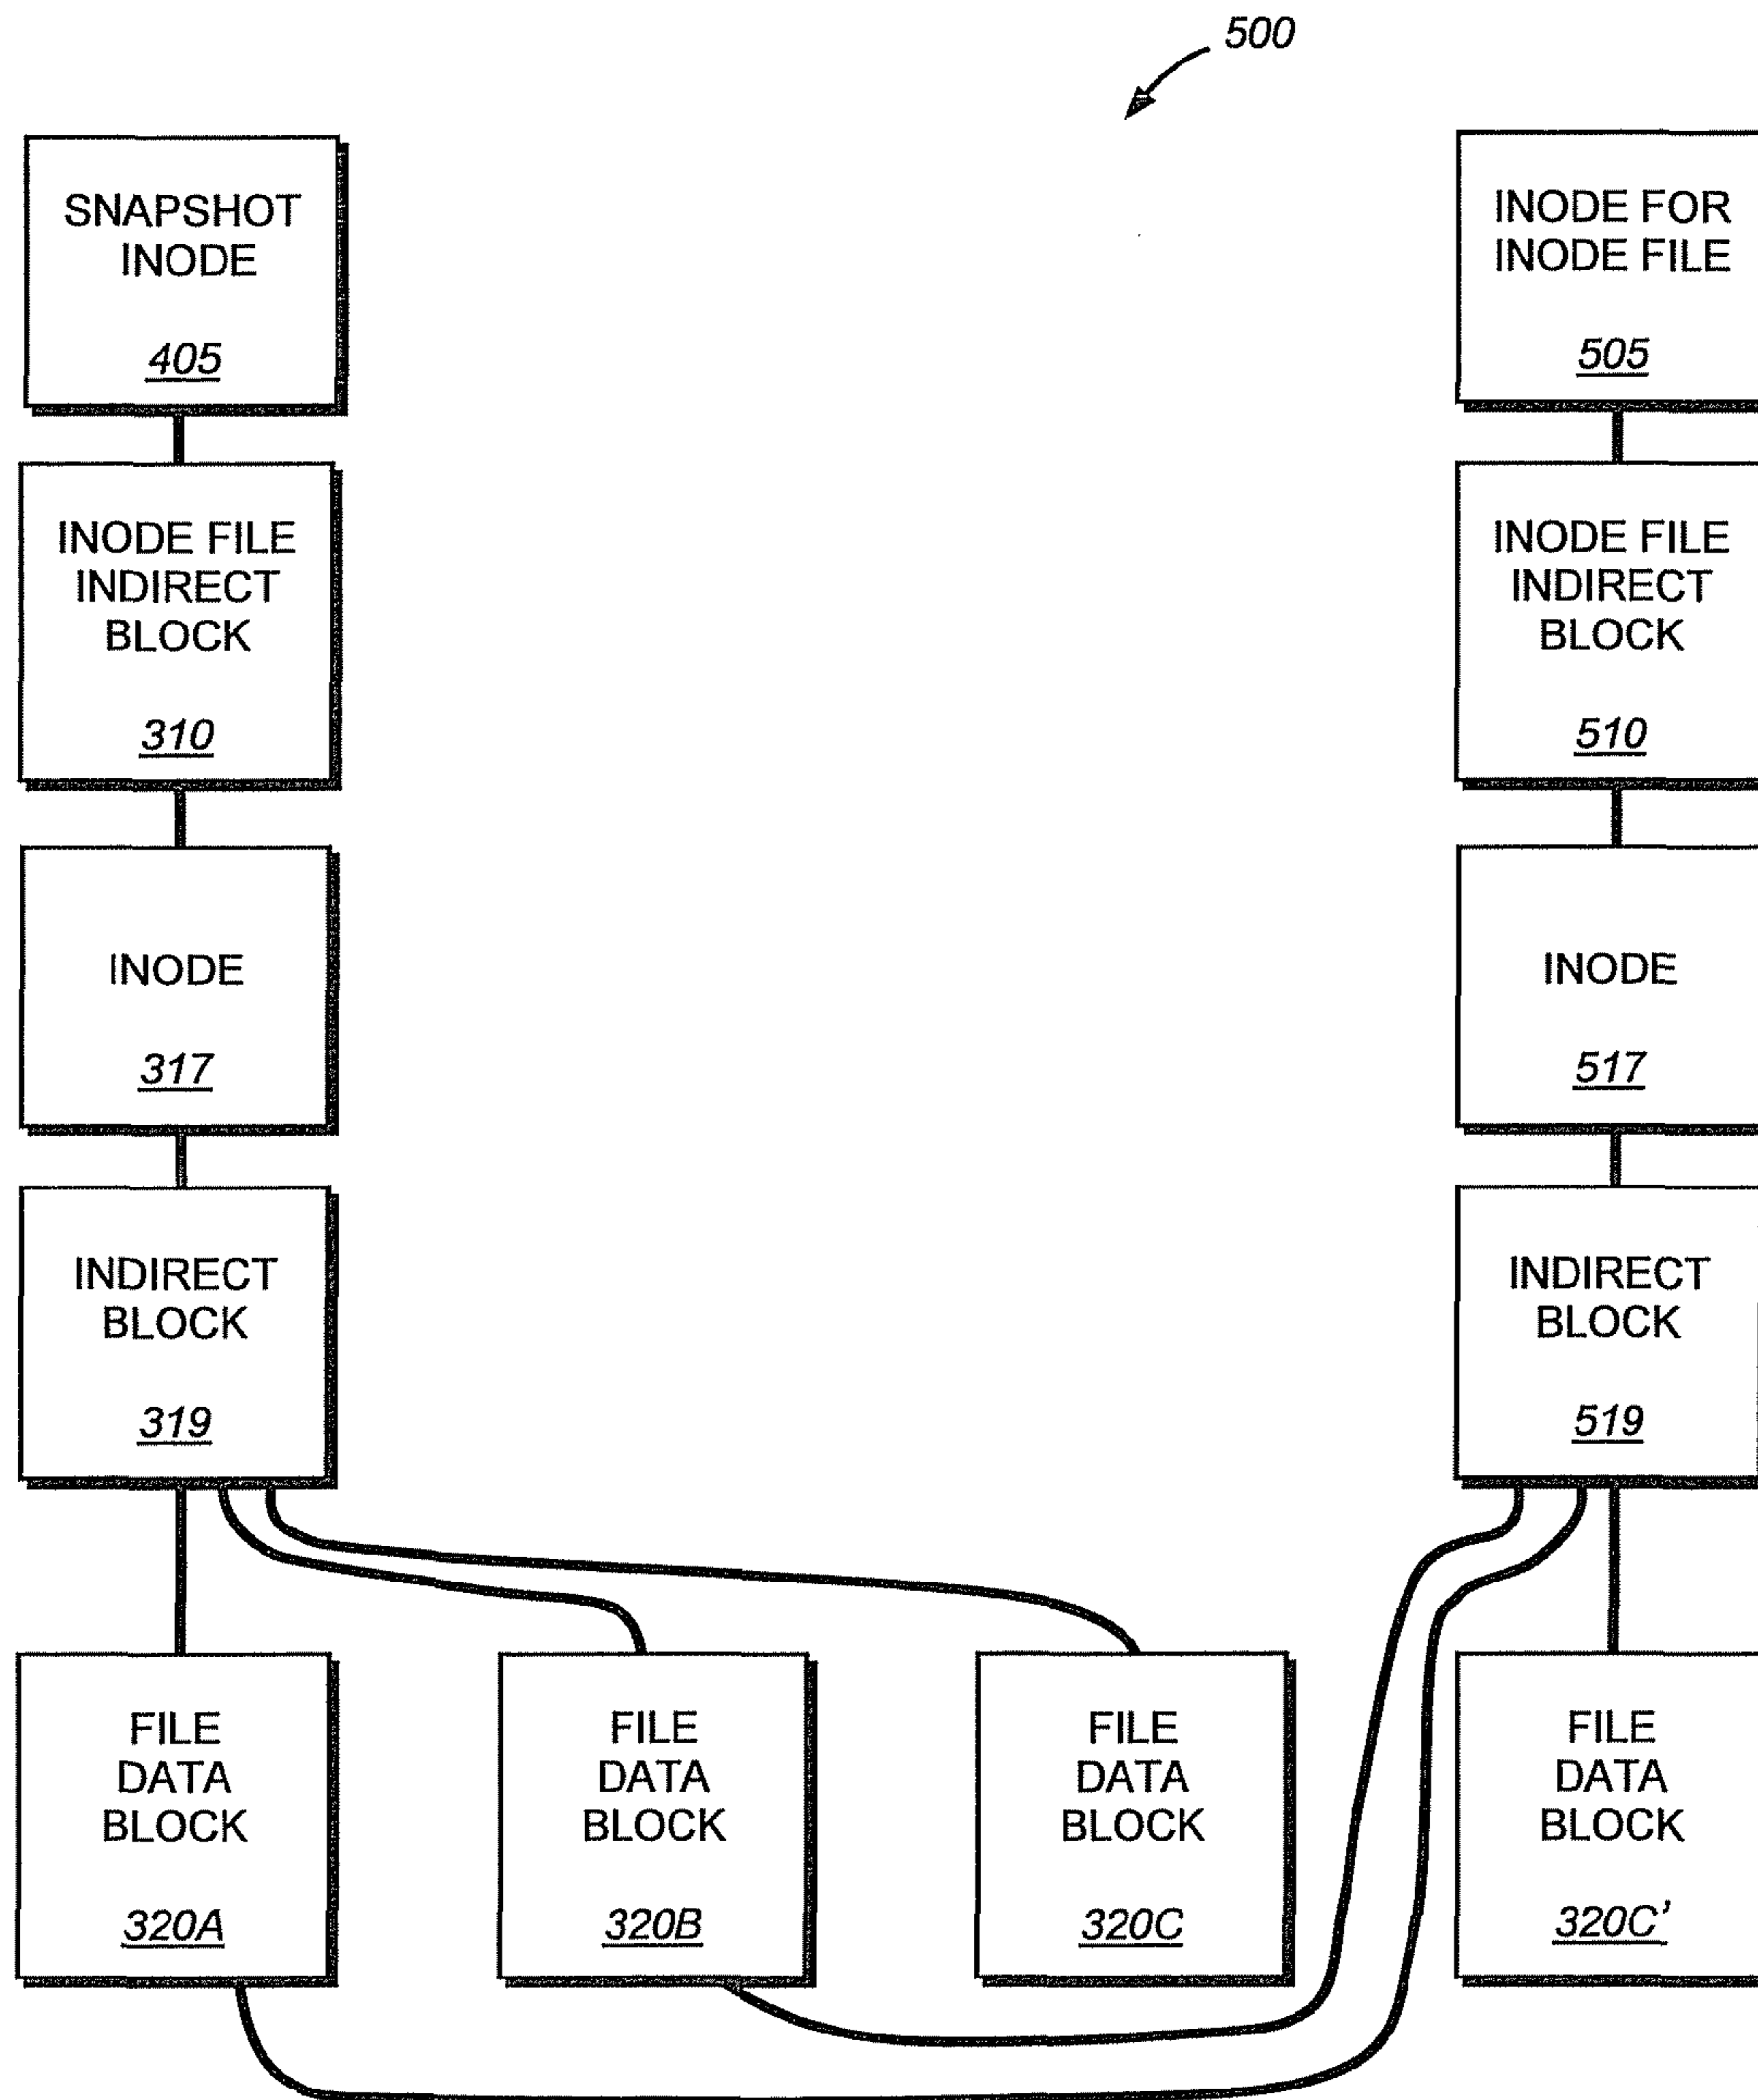 500
SNAPSHOT
INODE
405
INODE FOR
INODE FILE
505
INODE FILE
INDIRECT
BLOCK
310
INODE FILE
INDIRECT
BLOCK
510
INODE
317
INODE
517
INDIRECT
BLOCK
319
INDIRECT
BLOCK
519
FILE
DATA
BLOCK
320A
FILE
DATA
BLOCK
320B
FILE
DATA
BLOCK
320C
FILE
DATA
BLOCK
320C'